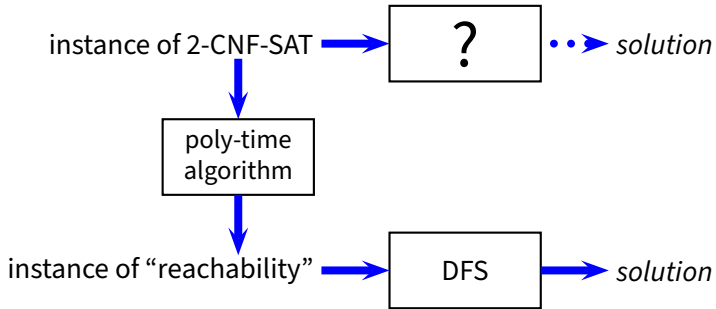 instance of 2-CNF-SAT
?
solution
poly-time
algorithm
instance of “reachability”
DFS
solution